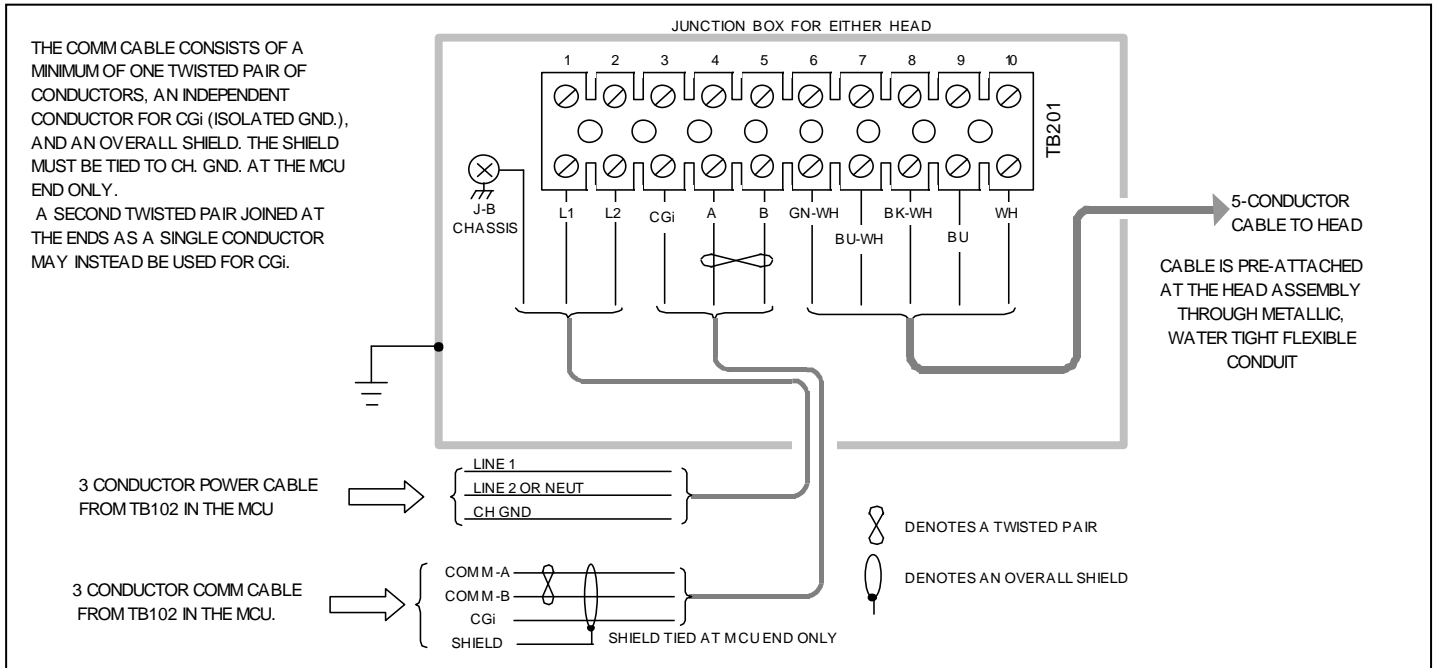 JUNCTION BOX FOR EITHER HEAD
THE COMM CABLE CONSISTS OF A
MINIMUM OF ONE TWISTED PAIR OF
CONDUCTORS, AN INDEPENDENT
CONDUCTOR FOR CGi (ISOLATED GND.),
AND AN OVERALL SHIELD. THE SHIELD
MUST BE TIED TO CH. GND. AT THE MCU
END ONLY.
A SECOND TWISTED PAIR JOINED AT
THE ENDS AS A SINGLE CONDUCTOR
MAY INSTEAD BE USED FOR CGi.
1 2 3 4 5 6 7 8 9 10
TB201
J-B
CHASSIS
L1 L2 CGi A B GN-WH BU-WH BK-WH BU WH
5-CONDUCTOR
CABLE TO HEAD
CABLE IS PRE-ATTACHED
AT THE HEAD ASSEMBLY
THROUGH METALLIC,
WATER TIGHT FLEXIBLE
CONDUIT
3 CONDUCTOR POWER CABLE
FROM TB102 IN THE MCU
LINE 1
LINE 2 OR NEUT
CH GND
3 CONDUCTOR COMM CABLE
FROM TB102 IN THE MCU.
COMM-A
COMM-B
CGi
SHIELD
SHIELD TIED AT MCU END ONLY
DENOTES A TWISTED PAIR
DENOTES AN OVERALL SHIELD